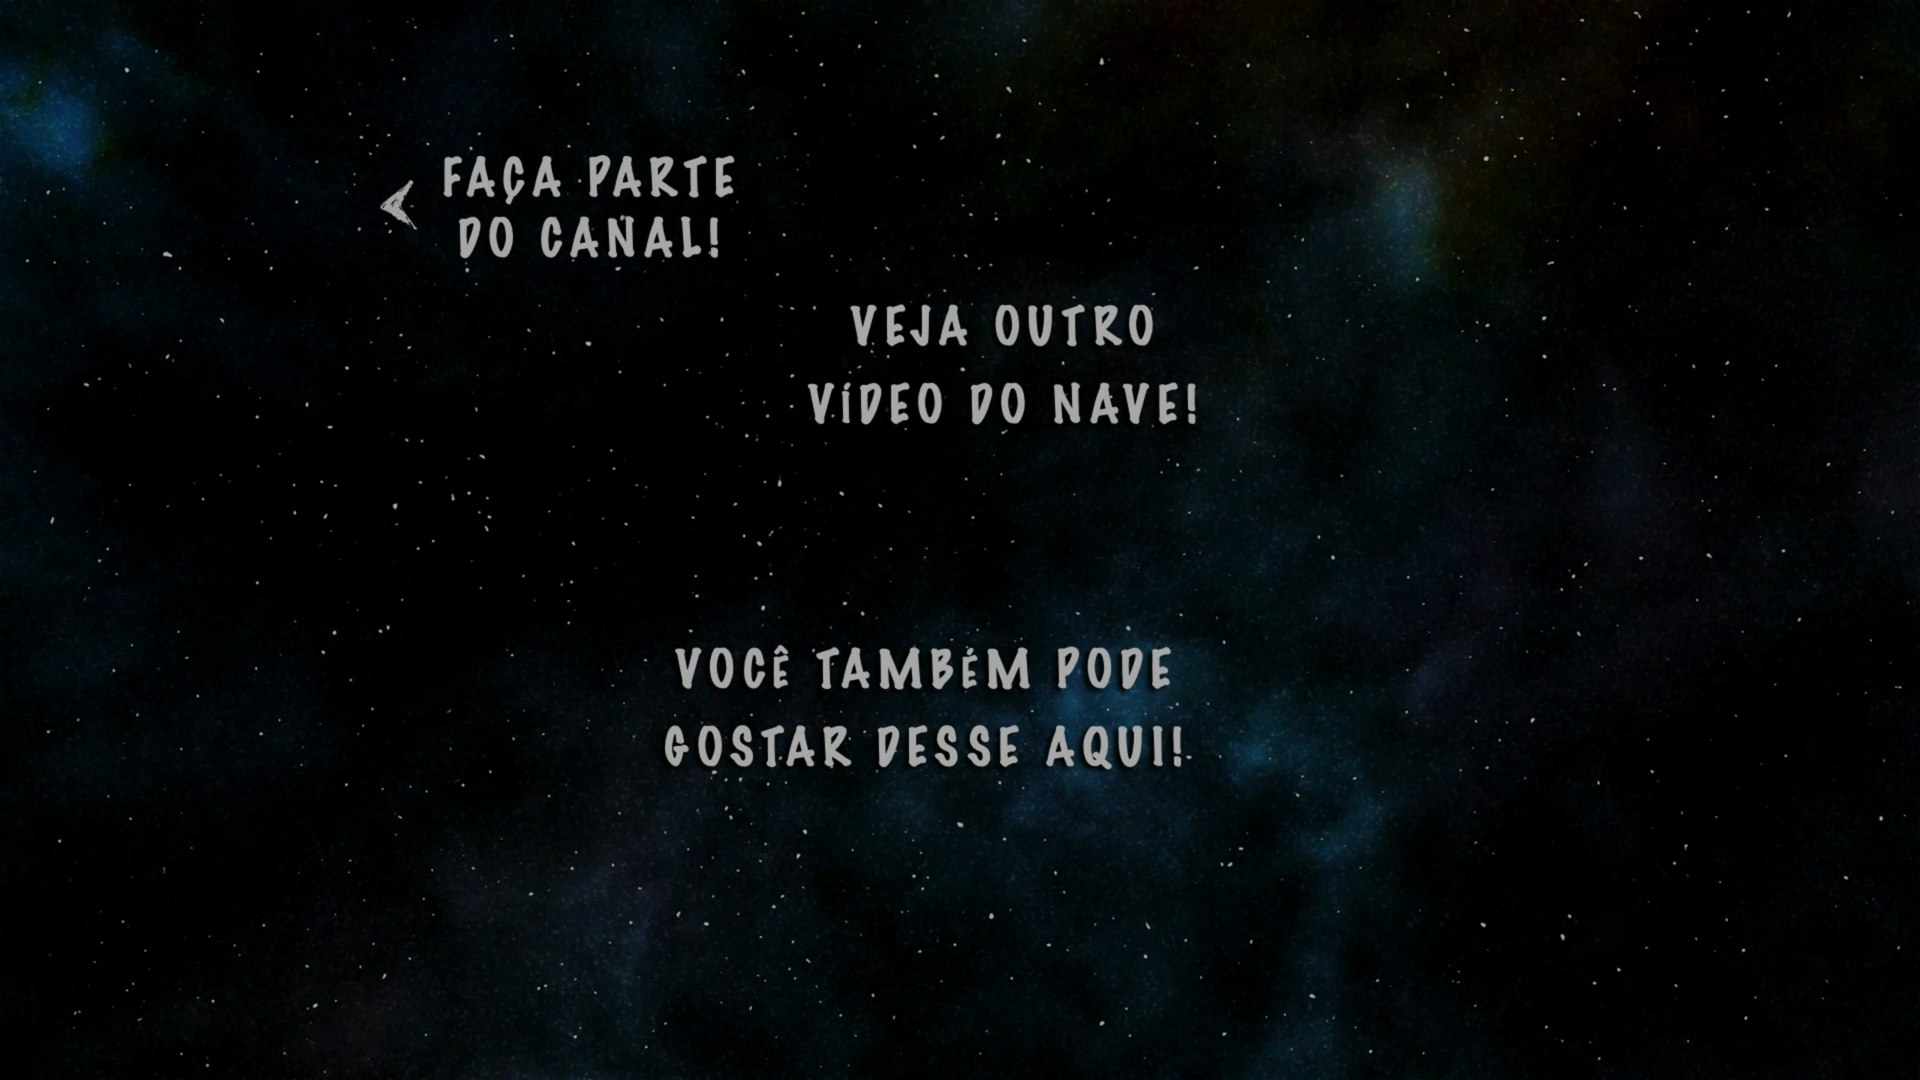 FAÇA PARTE
DO CANAL!
VEJA OUTRO
VÍDEO DO NAVE!
VOCÊ TAMBÉM PODE
GOSTAR DESSE AQUI!